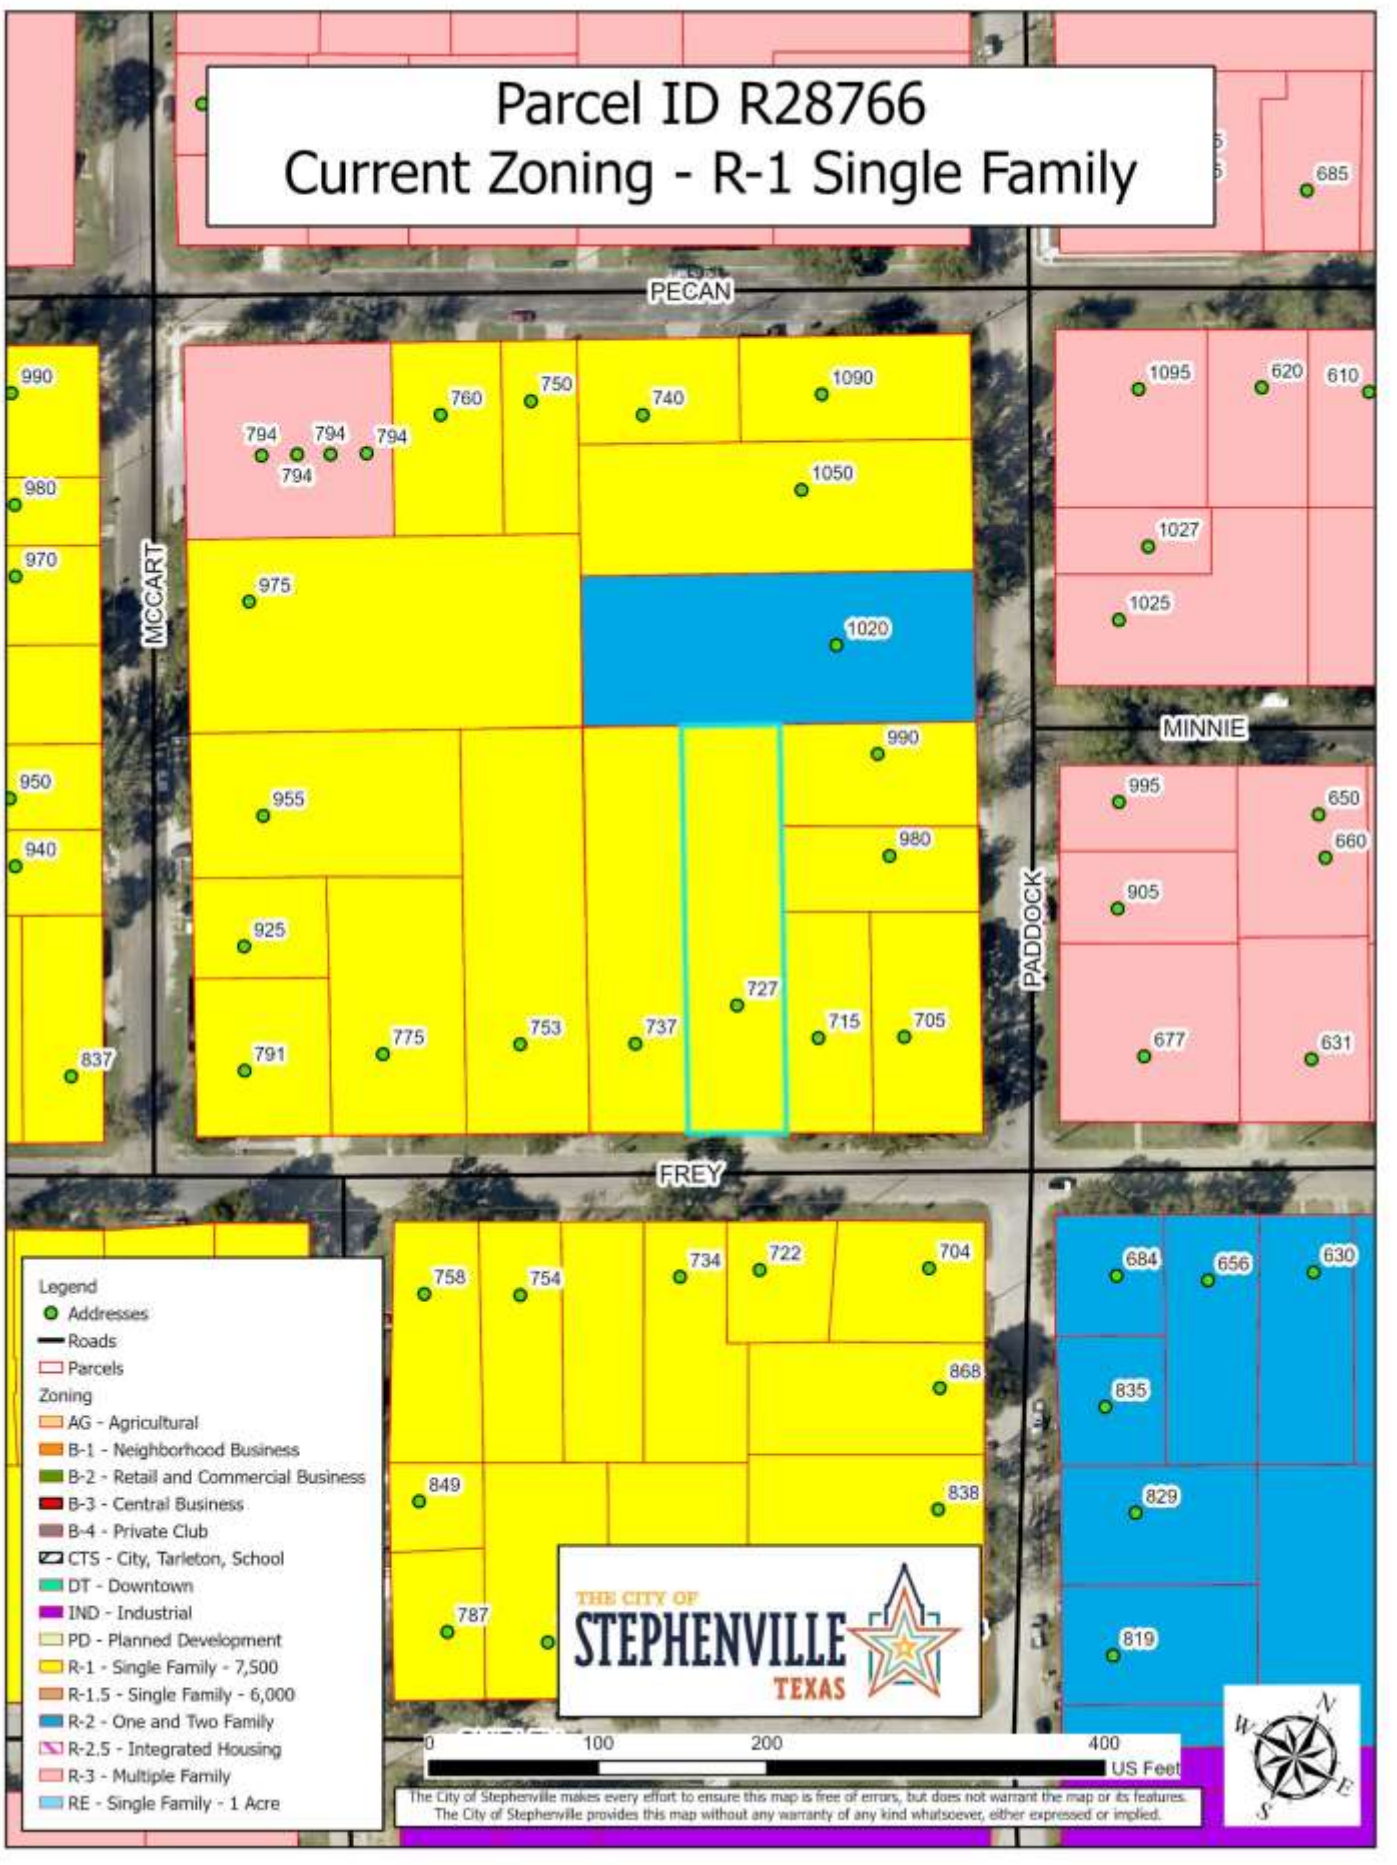 Parcel ID R28766
Current Zoning - R-1 Single Family
685
PECAN
990
760
750
740
1090
1095
620
610
794
794
794
794
980
1050
1027
970
MCCART
975
1025
1020
MINNIE
990
950
955
995
650
940
980
660
PADDOCK
905
925
727
837
791
775
753
737
715
705
677
631
FREY
758
754
734
722
704
684
656
630
868
835
849
838
829
787
819
Legend
Addresses
Roads
Parcels
Zoning
AG - Agricultural
B-1 - Neighborhood Business
B-2 - Retail and Commercial Business
B-3 - Central Business
B-4 - Private Club
CTS - City, Tarleton, School
DT - Downtown
IND - Industrial
PD - Planned Development
R-1 - Single Family - 7,500
R-1.5 - Single Family - 6,000
R-2 - One and Two Family
R-2.5 - Integrated Housing
R-3 - Multiple Family
RE - Single Family - 1 Acre
THE CITY OF
STEPHENVILLE
TEXAS
N
W
E
S
0 100 200 400
US Feet
The City of Stephenville makes every effort to ensure this map is free of errors, but does not warrant the map or its features.
The City of Stephenville provides this map without any warranty of any kind whatsoever, either expressed or implied.